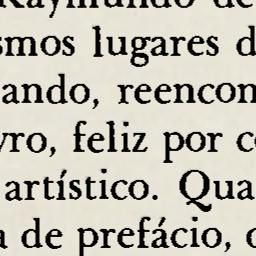 Raymundo de
smos lugares d
ando, reencon
vro, feliz por c
artístico. Qua
a de prefácio, o